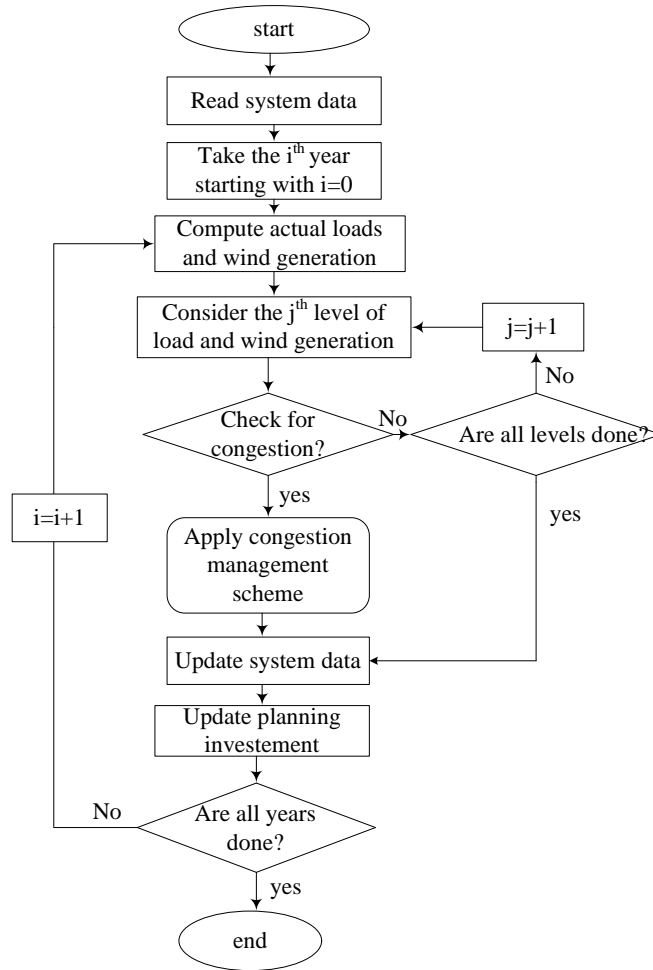 start
Read system data
Take the iᵗʰ year
starting with i=0
Compute actual loads
and wind generation
Consider the jᵗʰ level of
load and wind generation
j=j+1
No
Check for
congestion?
No
Are all levels done?
yes
yes
i=i+1
Apply congestion
management
scheme
Update system data
Update planning
investement
No
Are all years
done?
yes
end